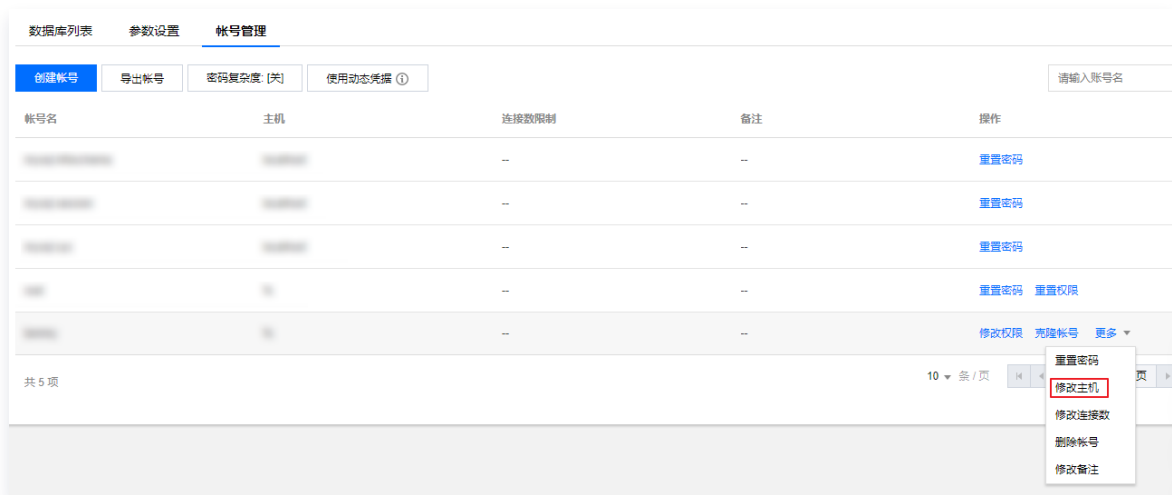 数据库列表 参数设置 帐号管理
创建帐号 导出帐号 密码复杂度: [关] 使用动态凭据 请输入账号名
帐号名 主机 连接数限制 备注 操作
-- -- 重置密码
-- -- 重置密码
-- -- 重置密码
-- -- 重置密码 重置权限
-- -- 修改权限 克隆帐号 更多
重置密码
共 5 项 10 条 / 页 页
修改主机
修改连接数
删除帐号
修改备注